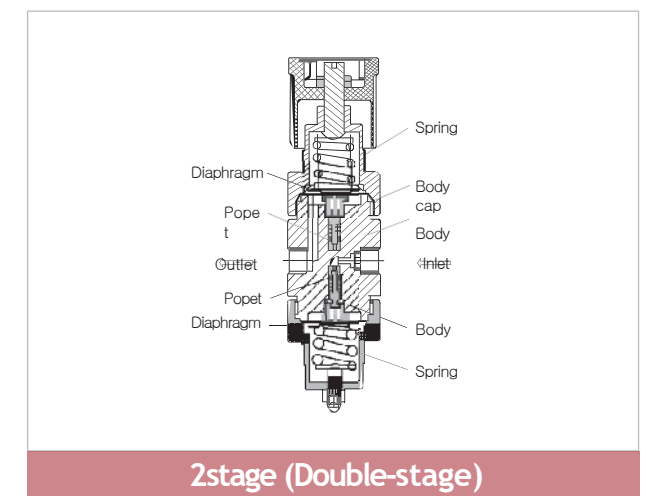 Spring
Diaphragm
Body
cap
Pope
t
Body
Outlet
Inlet
Popet
Diaphragm
Body
Spring
2stage (Double-stage)